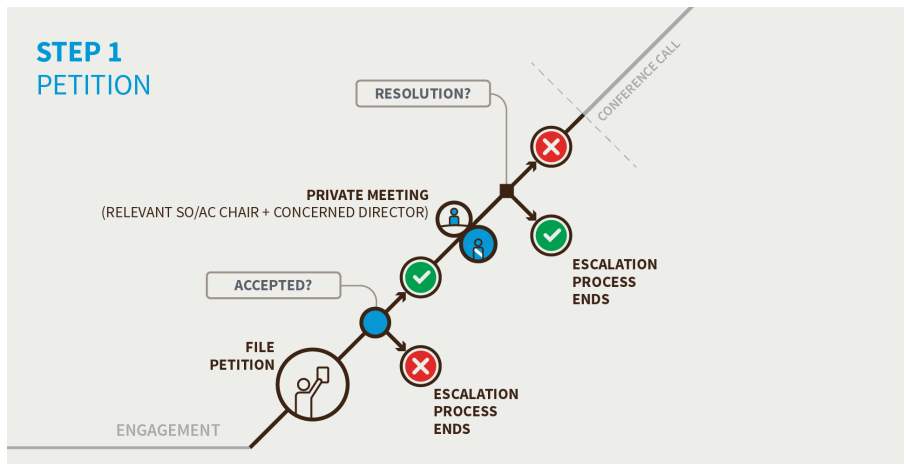 STEP 1
PETITION
CONFERENCE CALL
RESOLUTION?
PRIVATE MEETING
(RELEVANT SO/AC CHAIR + CONCERNED DIRECTOR)
ESCALATION
PROCESS
ENDS
ACCEPTED?
FILE
PETITION
ESCALATION
PROCESS
ENDS
ENGAGEMENT